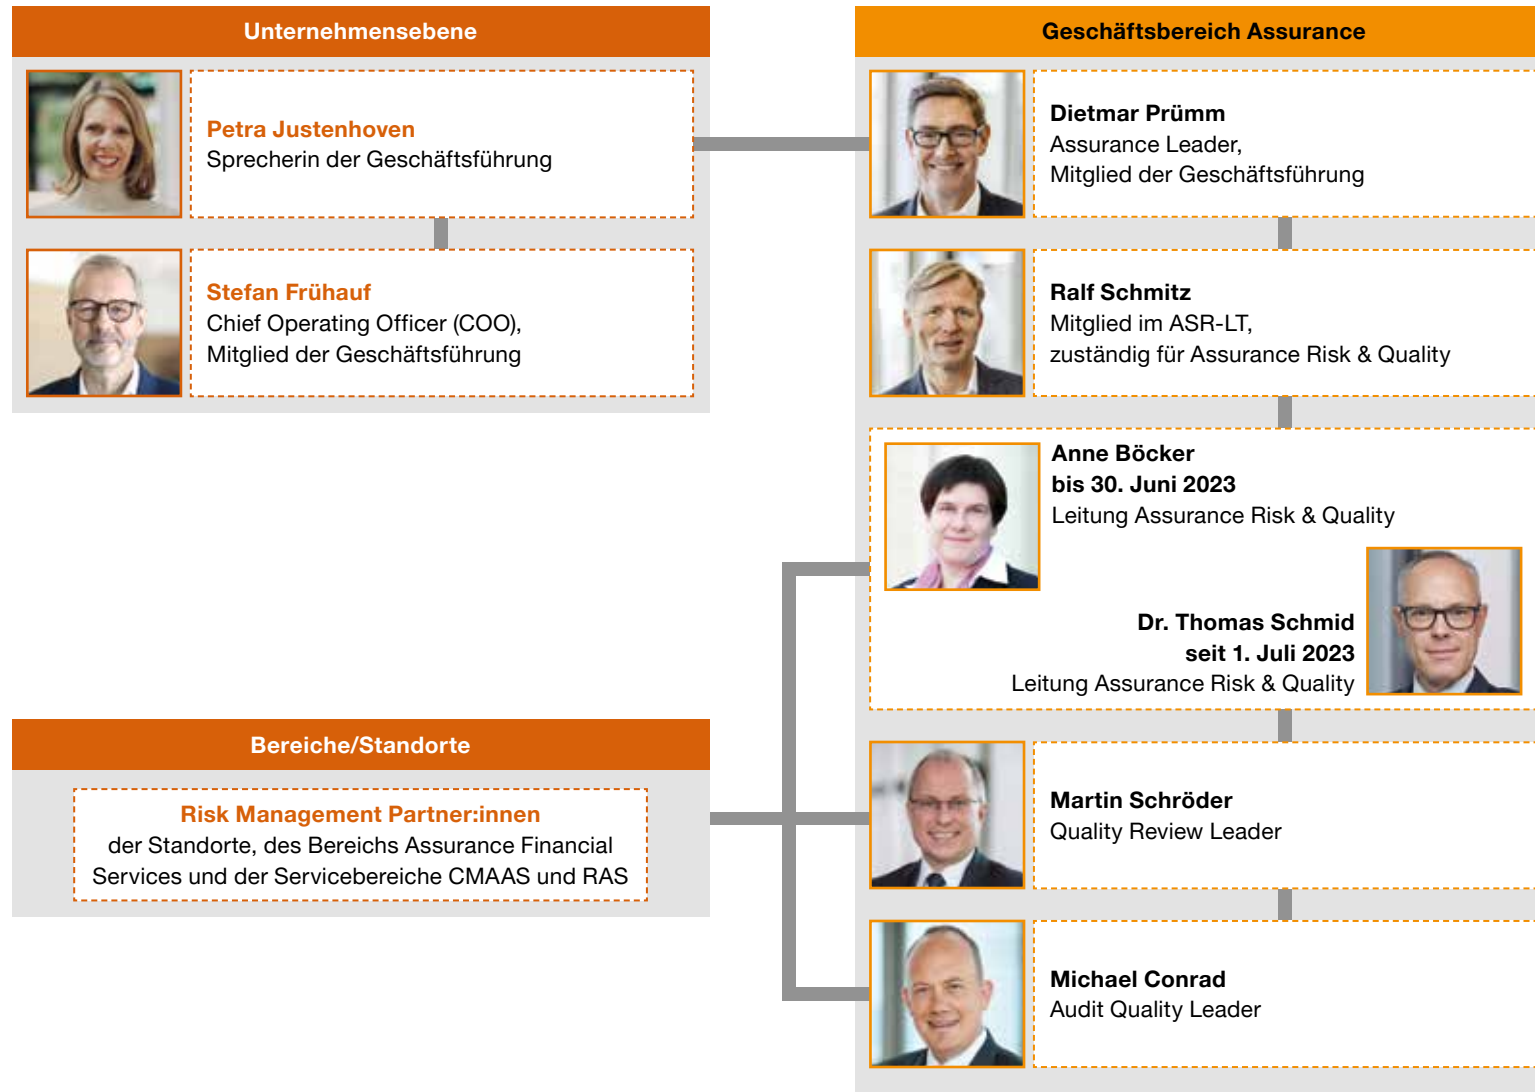 Unternehmensebene
Petra Justenhoven
Sprecherin der Geschäftsführung
Stefan Frühauf
Chief Operating Officer (COO),
Mitglied der Geschäftsführung
Geschäftsbereich Assurance
Dietmar Prümm
Assurance Leader,
Mitglied der Geschäftsführung
Ralf Schmitz
Mitglied im ASR-LT,
zuständig für Assurance Risk & Quality
Anne Böcker
bis 30. Juni 2023
Leitung Assurance Risk & Quality
Dr. Thomas Schmid
seit 1. Juli 2023
Leitung Assurance Risk & Quality
Martin Schröder
Quality Review Leader
Michael Conrad
Audit Quality Leader
Bereiche/Standorte
Risk Management Partner:innen
der Standorte, des Bereichs Assurance Financial
Services und der Servicebereiche CMAAS und RAS